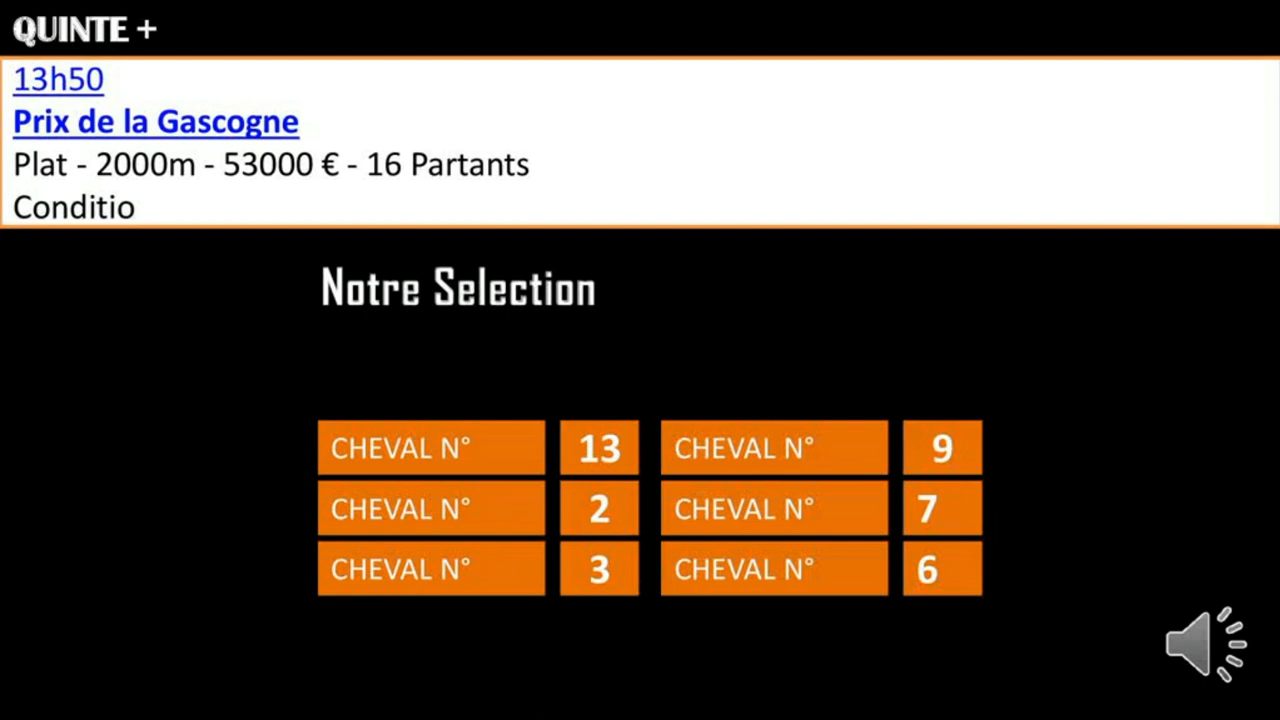 QUINTE +
13h50
Prix de la Gascogne
Plat - 2000m - 53000 € - 16 Partants
Conditio
Notre Selection
CHEVAL N° 13 CHEVAL N° 9
CHEVAL N° 2 CHEVAL N° 7
CHEVAL N° 3 CHEVAL N° 6